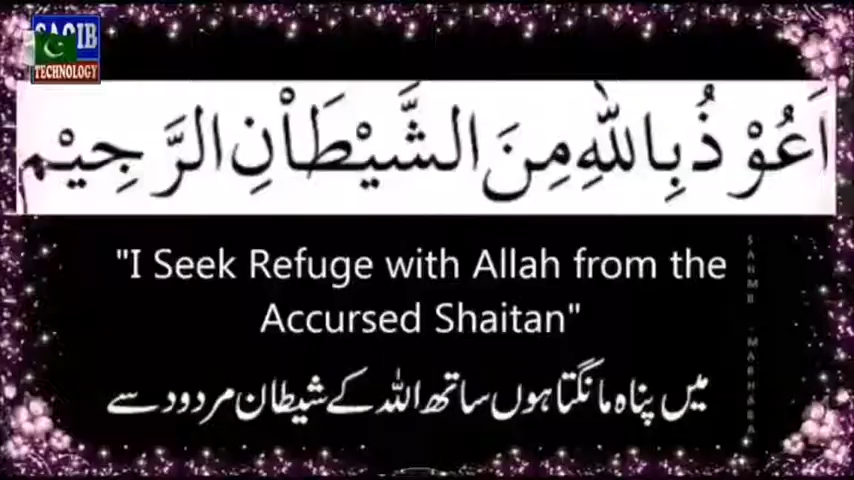 SAQIB
TECHNOLOGY
اَعُوْذُ بِاللّٰهِ مِنَ الشَّيْطَاْنِ الرَّجِيْم
"I Seek Refuge with Allah from the
Accursed Shaitan"
میں پناہ مانگتا ہوں ساتھ اللہ کے شیطان مردود سے